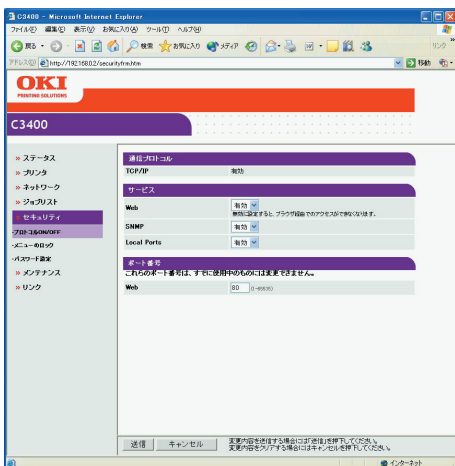 C3400 - Microsoft Internet Explorer
ファイル(F) 編集(E) 表示(V) お気に入り(A) ツール(T) ヘルプ(H)
戻る 検索 お気に入り メディア リンク
アドレス(D) http://192.168.0.2/securityfrm.htm 移動
OKI
PRINTING SOLUTIONS
C3400
» ステータス
» プリンタ
» ネットワーク
» ジョブリスト
» セキュリティ
・プロトコルON/OFF
・メニューのロック
・パスワード設定
» メンテナンス
» リンク
通信プロトコル
TCP/IP 有効
サービス
Web 有効
無効に設定すると、ブラウザ経由でのアクセスができなくなります。
SNMP 有効
Local Ports 有効
ポート番号
これらのポート番号は、すでに使用中のものには変更できません。
Web 80 (1-65535)
送信 キャンセル
変更内容を送信する場合には「送信」を押下してください。
変更内容をクリアする場合にはキャンセルを押下してください。
インターネット